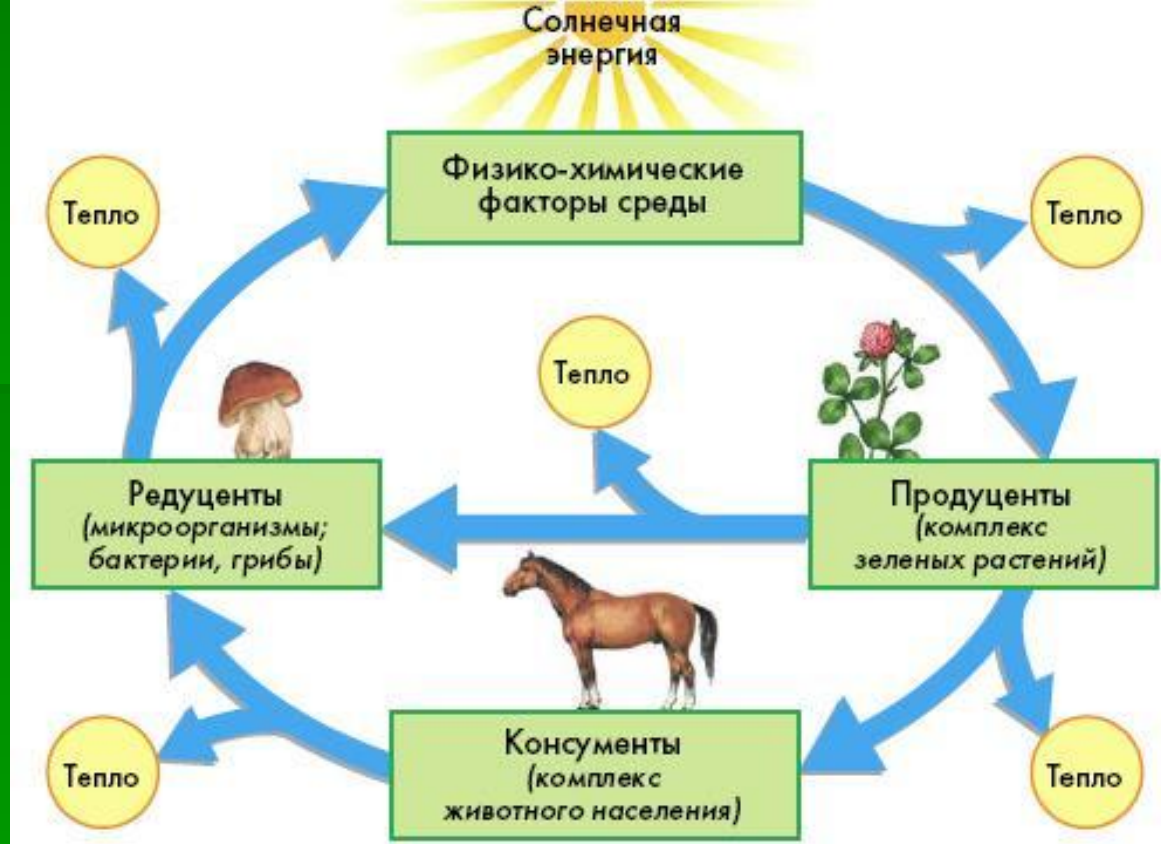 Солнечная
энергия
Физико-химические
факторы среды
Тепло
Тепло
Тепло
Редуценты
(микроорганизмы;
бактерии, грибы)
Продуценты
(комплекс
зеленых растений)
Консументы
(комплекс
животного населения)
Тепло
Тепло